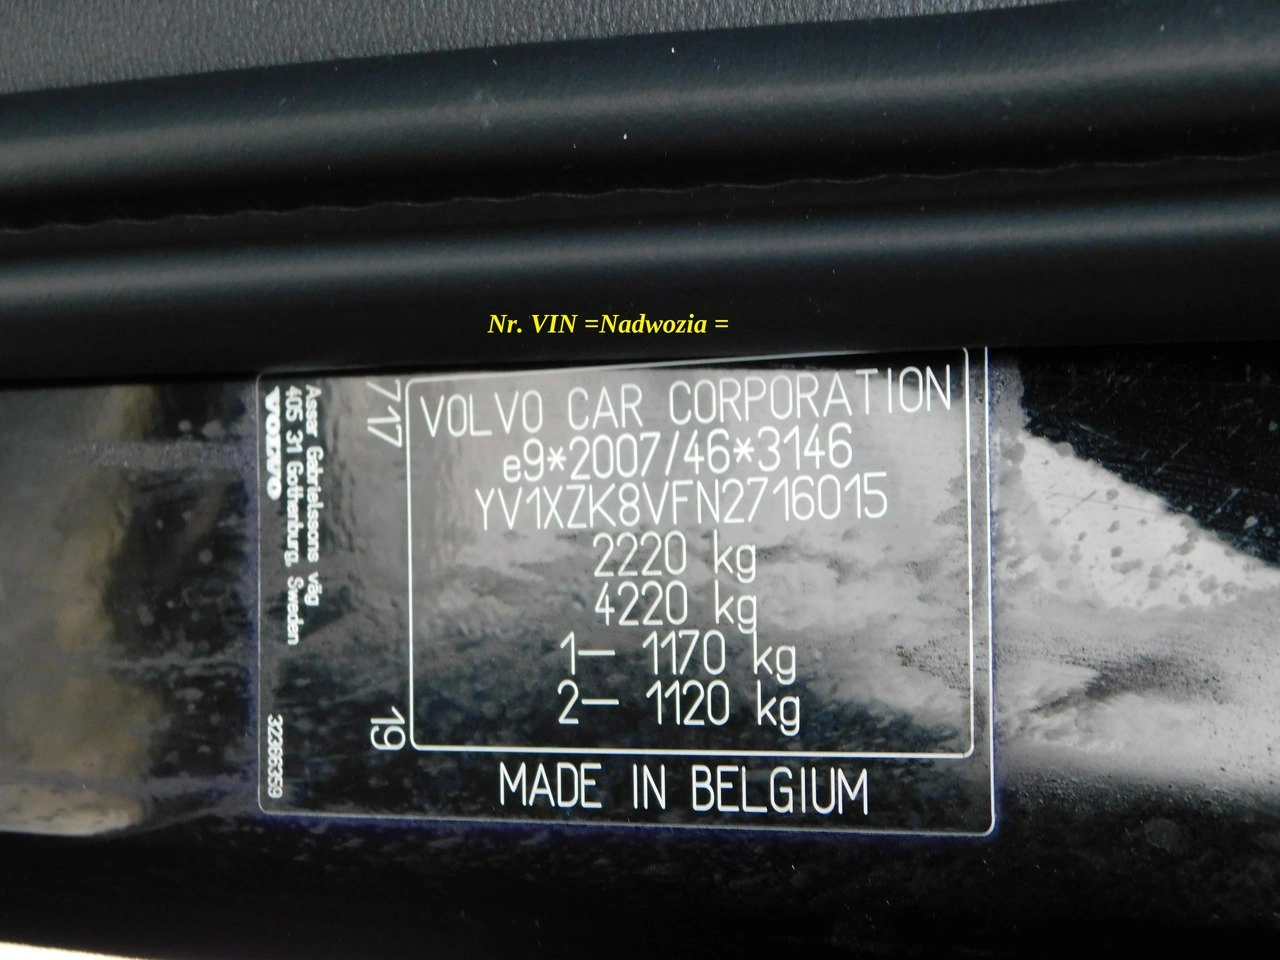 Nr. VIN =Nadwozia =
VOLVO CAR CORPORATION
e9*2007/46*3146
YV1XZK8VFN2716015
2220 kg
4220 kg
1– 1170 kg
2– 1120 kg
MADE IN BELGIUM
717
19
Assar Gabrielssons väg
405 31 Gothenburg, Sweden
VOLVO
32366359